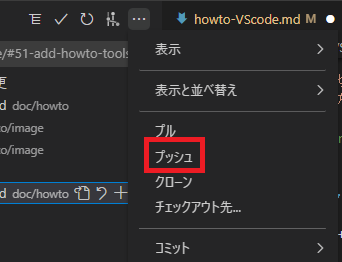 howto-VScode.md
e/#51-add-howto-tools
表示
更
表示と並べ替え
d doc/howto
to/image
プル
to/image
プッシュ
クローン
d doc/howto
チェックアウト先...
コミット